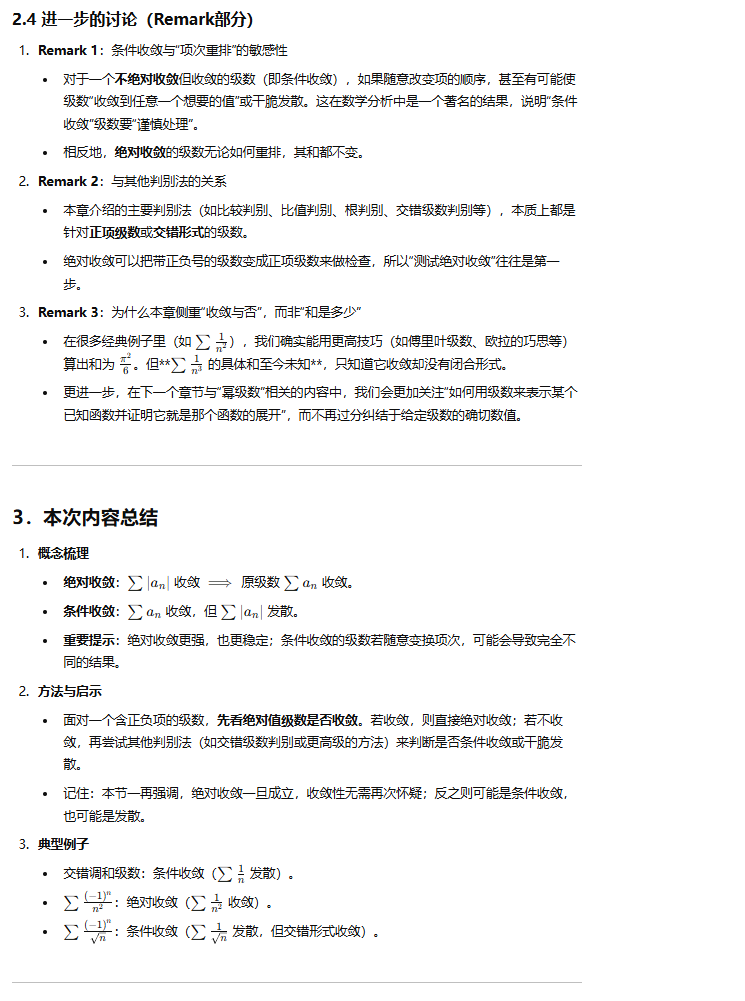 2.4 进一步的讨论（Remark部分）
1. Remark 1：条件收敛与“项次重排”的敏感性
• 对于一个不绝对收敛但收敛的级数（即条件收敛），如果随意改变项的顺序，甚至有可能使
级数“收敛到任意一个想要的值”或干脆发散。这在数学分析中是一个著名的结果，说明“条件
收敛”级数要“谨慎处理”。
• 相反地，绝对收敛的级数无论如何重排，其和都不变。
2. Remark 2：与其他判别法的关系
• 本章介绍的主要判别法（如比较判别、比值判别、根判别、交错级数判别等），本质上都是
针对正项级数或交错形式的级数。
• 绝对收敛可以把带正负号的级数变成正项级数来做检查，所以“测试绝对收敛”往往是第一
步。
3. Remark 3：为什么本章侧重“收敛与否”，而非“和是多少”
• 在很多经典例子里（如 ∑ 1/n²），我们确实能用更高技巧（如傅里叶级数、欧拉的巧思等）
算出和为 π²/6。但**∑ 1/n³ 的具体和至今未知**，只知道它收敛却没有闭合形式。
• 更进一步，在下一个章节与“幂级数”相关的内容中，我们会更加关注“如何用级数来表示某个
已知函数并证明它就是那个函数的展开”，而不再过分纠结于给定级数的确切数值。
3．本次内容总结
1. 概念梳理
• 绝对收敛：∑ |aₙ| 收敛 ⟹ 原级数 ∑ aₙ 收敛。
• 条件收敛：∑ aₙ 收敛，但 ∑ |aₙ| 发散。
• 重要提示：绝对收敛更强，也更稳定；条件收敛的级数若随意变换项次，可能会导致完全不
同的结果。
2. 方法与启示
• 面对一个含正负项的级数，先看绝对值级数是否收敛。若收敛，则直接绝对收敛；若不收
敛，再尝试其他判别法（如交错级数判别或更高级的方法）来判断是否条件收敛或干脆发
散。
• 记住：本节一再强调，绝对收敛一旦成立，收敛性无需再次怀疑；反之则可能是条件收敛，
也可能是发散。
3. 典型例子
• 交错调和级数：条件收敛（∑ 1/n 发散）。
• ∑ (−1)ⁿ/n²：绝对收敛（∑ 1/n² 收敛）。
• ∑ (−1)ⁿ/√n：条件收敛（∑ 1/√n 发散，但交错形式收敛）。